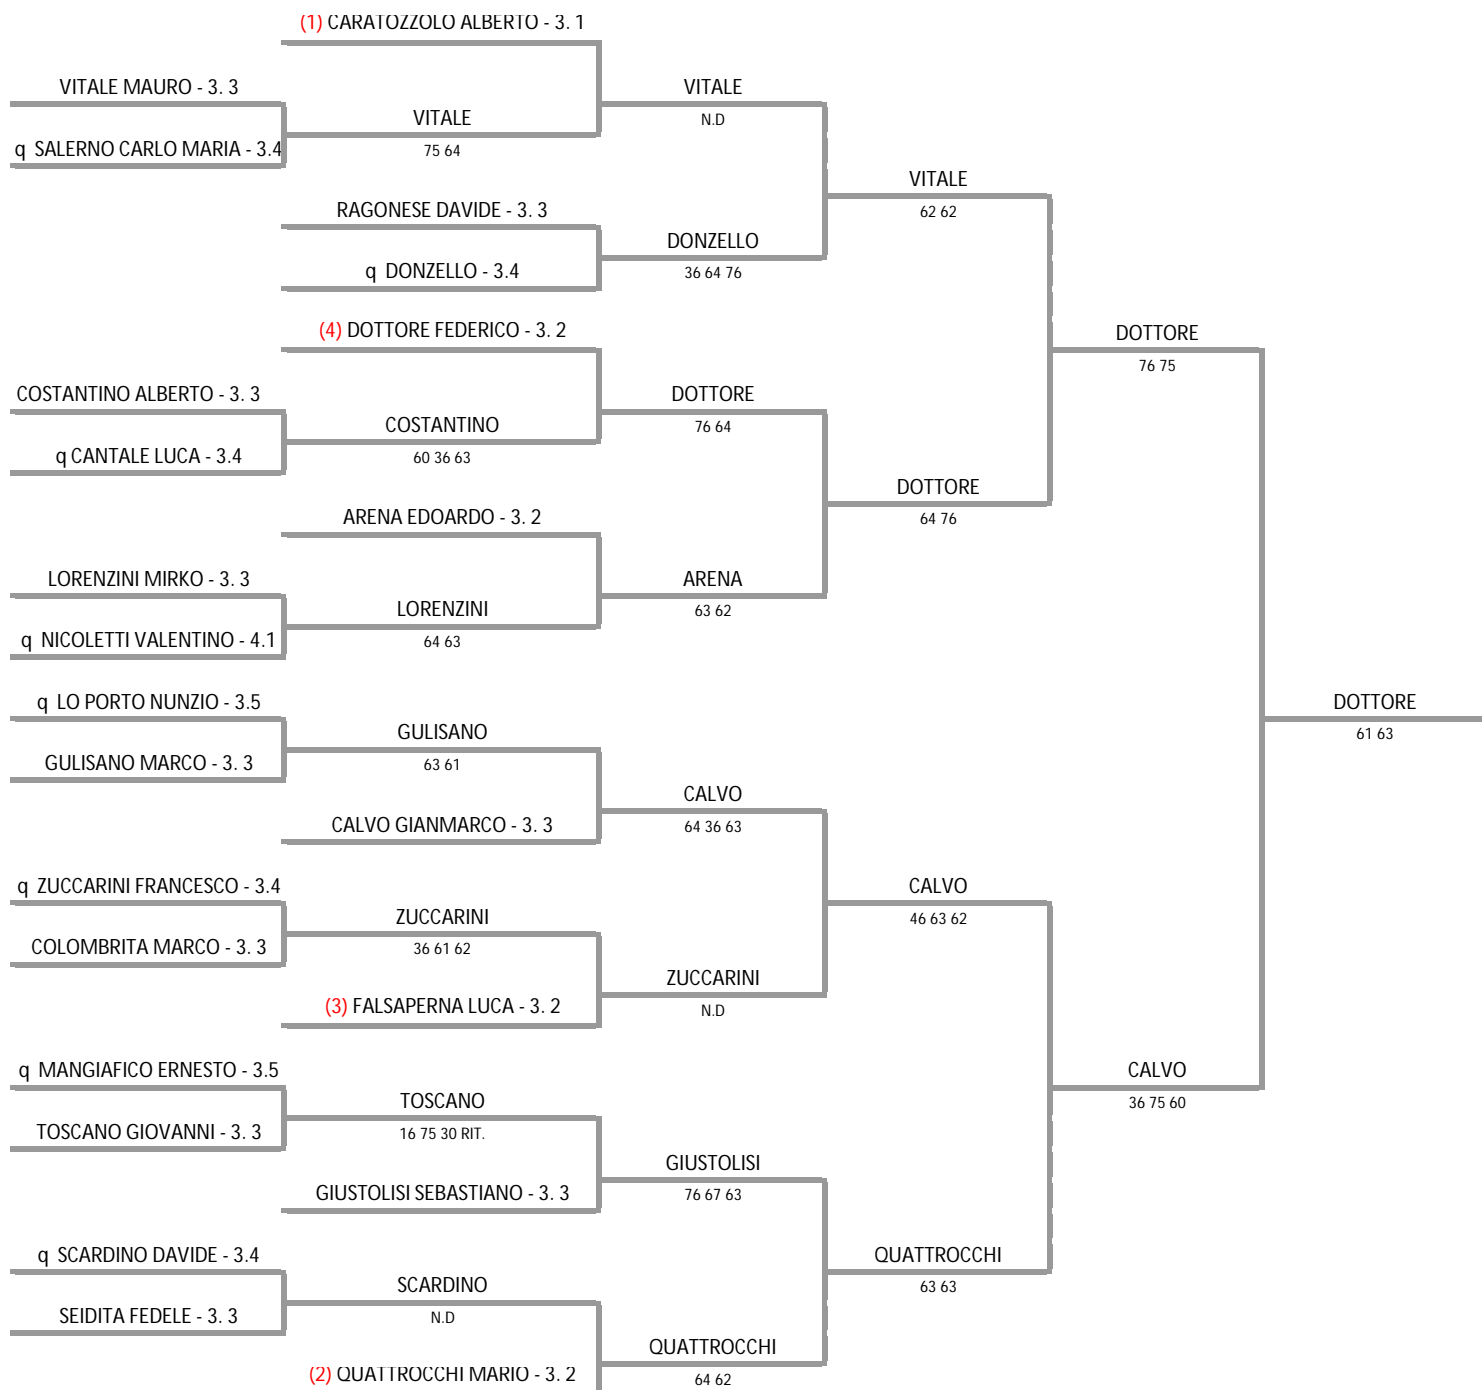 (1) CARATOZZOLO ALBERTO - 3. 1
VITALE MAURO - 3. 3
VITALE
VITALE
N.D
75 64
q SALERNO CARLO MARIA - 3.4
VITALE
62 62
RAGONESE DAVIDE - 3. 3
DONZELLO
36 64 76
q DONZELLO - 3.4
(4) DOTTORE FEDERICO - 3. 2
DOTTORE
76 75
COSTANTINO ALBERTO - 3. 3
DOTTORE
76 64
COSTANTINO
60 36 63
q CANTALE LUCA - 3.4
DOTTORE
64 76
ARENA EDOARDO - 3. 2
LORENZINI MIRKO - 3. 3
ARENA
63 62
LORENZINI
64 63
q NICOLETTI VALENTINO - 4.1
q LO PORTO NUNZIO - 3.5
DOTTORE
61 63
GULISANO
63 61
GULISANO MARCO - 3. 3
CALVO
64 36 63
CALVO GIANMARCO - 3. 3
q ZUCCARINI FRANCESCO - 3.4
CALVO
46 63 62
ZUCCARINI
36 61 62
COLOMBRITA MARCO - 3. 3
ZUCCARINI
N.D
(3) FALSAPERNA LUCA - 3. 2
q MANGIAFICO ERNESTO - 3.5
CALVO
36 75 60
TOSCANO
16 75 30 RIT.
TOSCANO GIOVANNI - 3. 3
GIUSTOLISI
76 67 63
GIUSTOLISI SEBASTIANO - 3. 3
q SCARDINO DAVIDE - 3.4
QUATTROCCHI
63 63
SCARDINO
N.D
SEIDITA FEDELE - 3. 3
QUATTROCCHI
64 62
(2) QUATTROCCHI MARIO - 3. 2